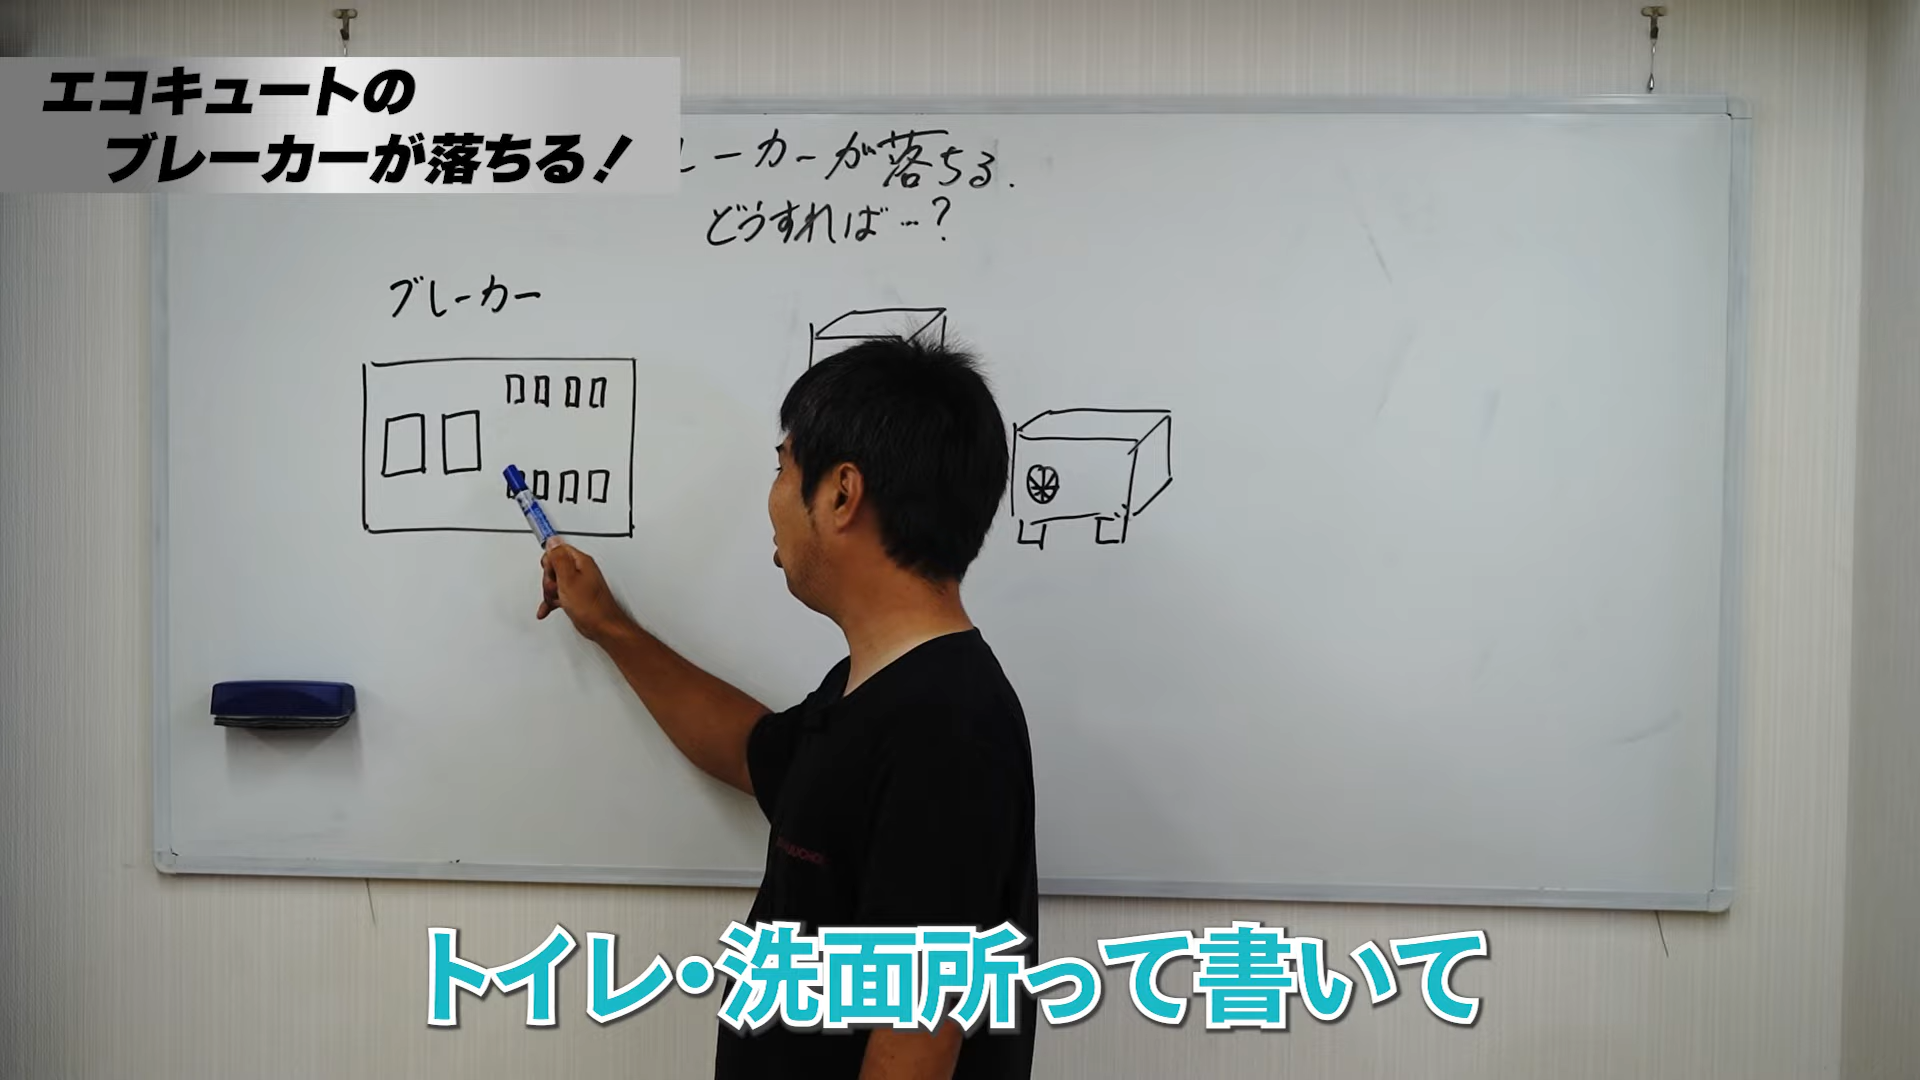 エコキュートの
ブレーカーが落ちる!
レーカーが落ちる.
どうすれば…?
ブレーカー
トイレ・洗面所って書いて